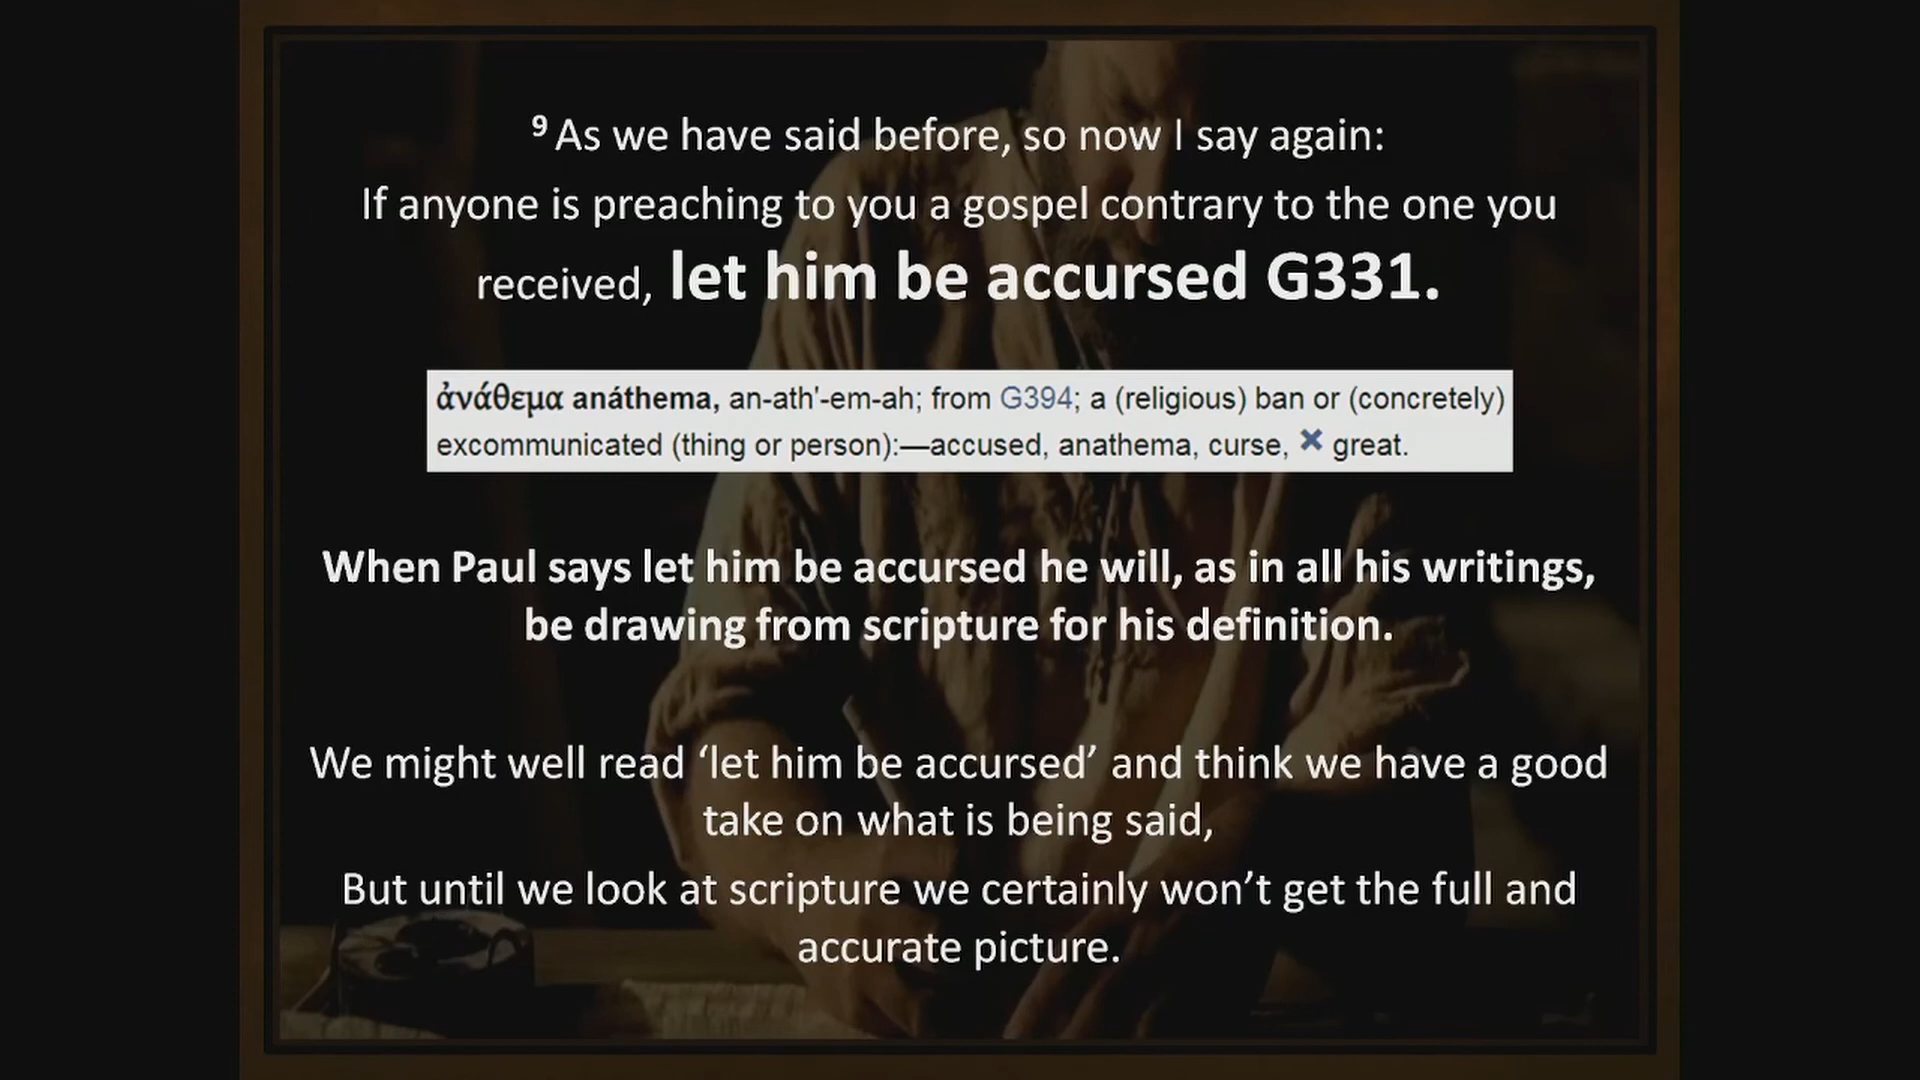 ⁹ As we have said before, so now I say again:
If anyone is preaching to you a gospel contrary to the one you
received, let him be accursed G331.
ἀνάθεμα anáthema, an-ath'-em-ah; from G394; a (religious) ban or (concretely)
excommunicated (thing or person):—accused, anathema, curse, × great.
When Paul says let him be accursed he will, as in all his writings,
be drawing from scripture for his definition.
We might well read ‘let him be accursed’ and think we have a good
take on what is being said,
But until we look at scripture we certainly won’t get the full and
accurate picture.